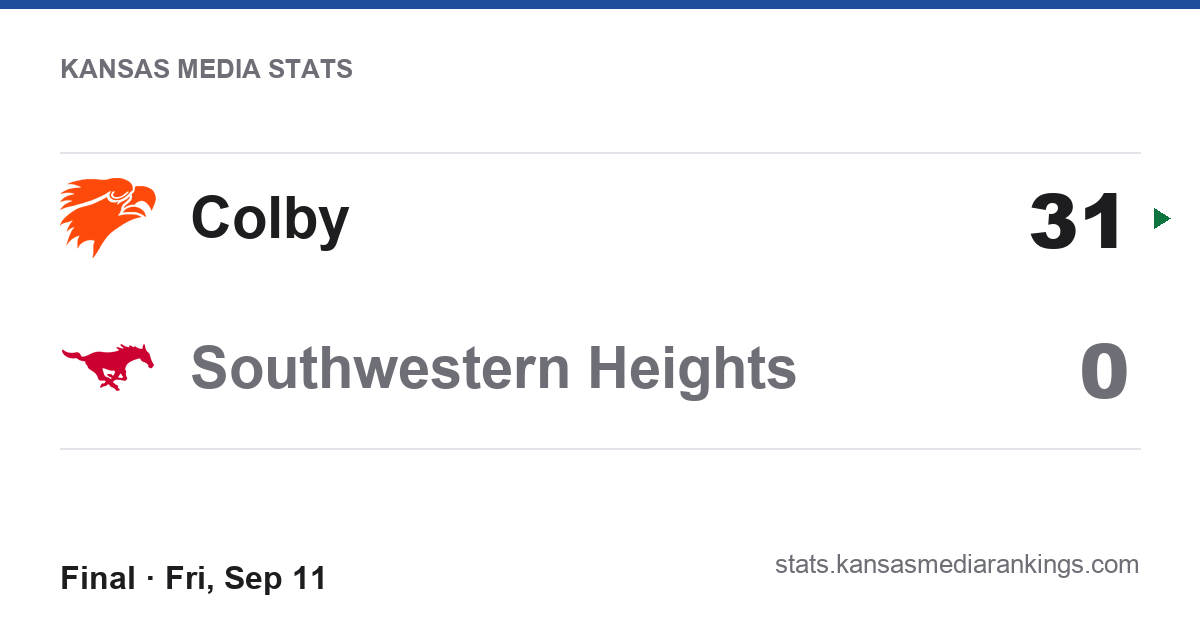 KANSAS MEDIA STATS
Colby 31
Southwestern Heights 0
Final · Fri, Sep 11
stats.kansasmediarankings.com